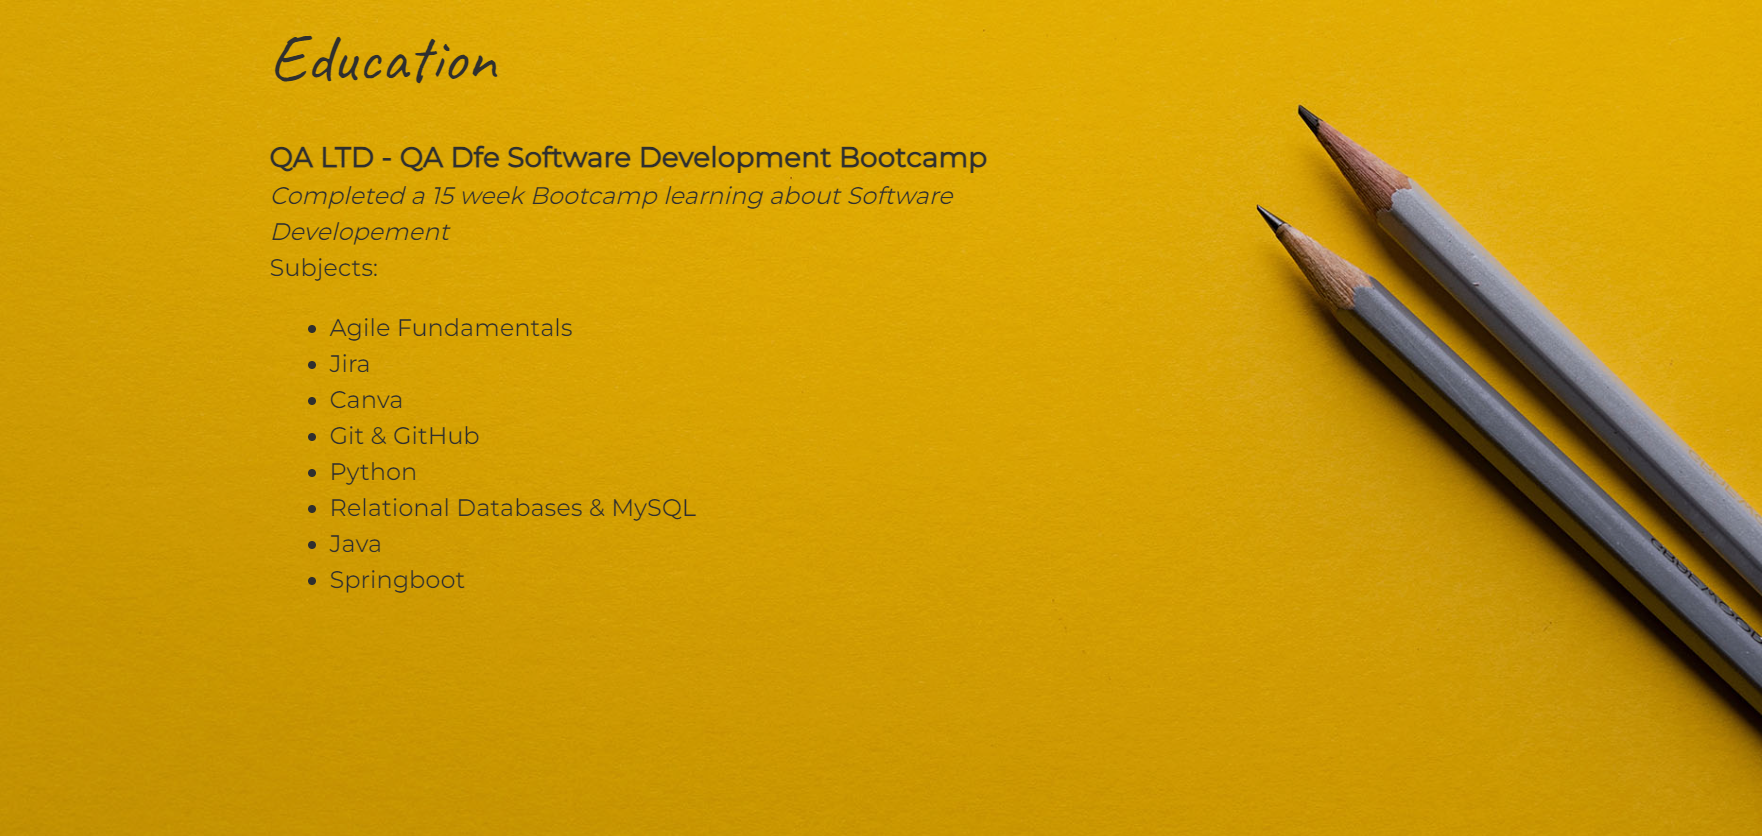 Education
QA LTD - QA Dfe Software Development Bootcamp
Completed a 15 week Bootcamp learning about Software
Developement
Subjects:
Agile Fundamentals
Jira
Canva
Git & GitHub
Python
Relational Databases & MySQL
Java
Springboot